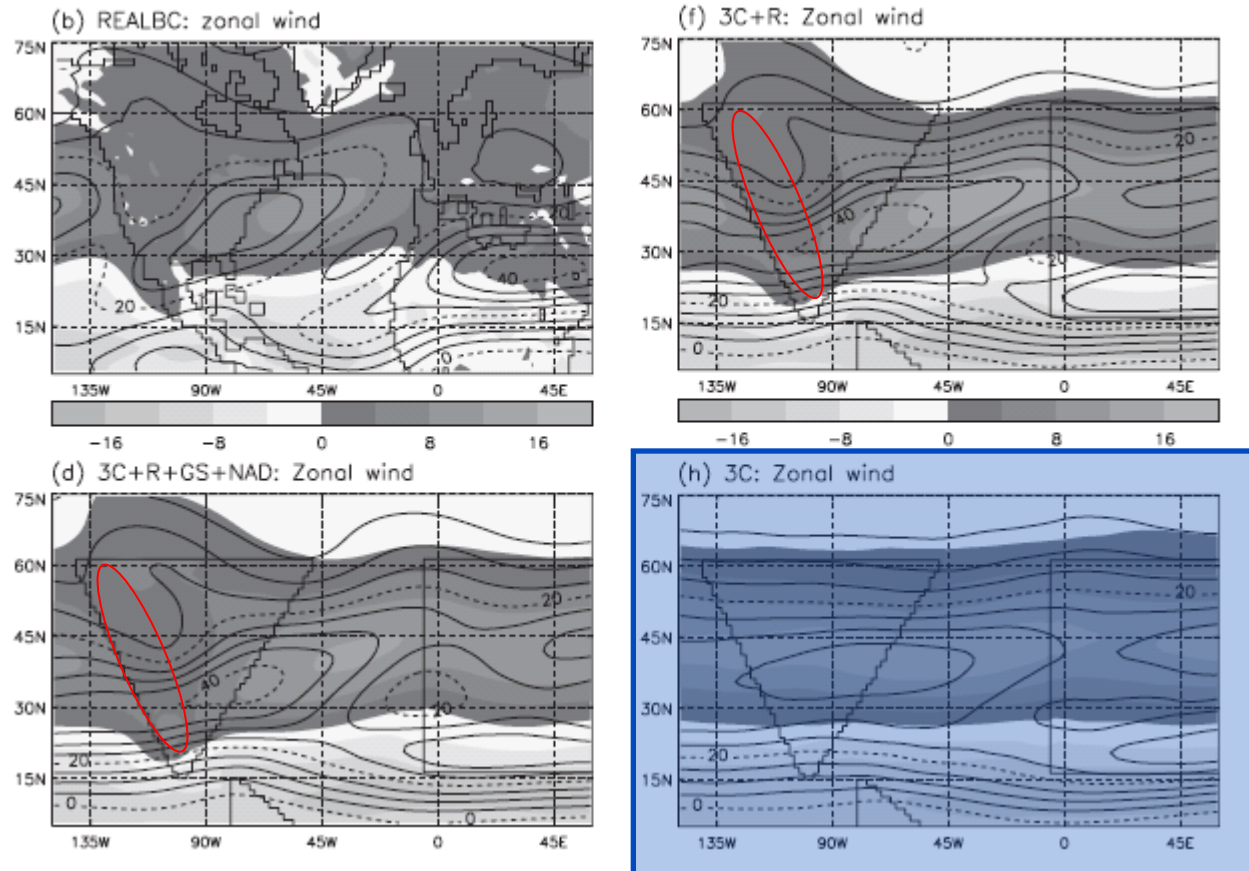 (b) REALBC: zonal wind
75N
60N
45N
30N
15N
20
40
0
135W 90W 45W 0 45E
-16 -8 0 8 16
(f) 3C+R: Zonal wind
75N
60N
45N
30N
15N
20
40
20
20
0
135W 90W 45W 0 45E
-16 -8 0 8 16
(d) 3C+R+GS+NAD: Zonal wind
75N
60N
45N
30N
15N
20
40
20
20
0
0
135W 90W 45W 0 45E
(h) 3C: Zonal wind
75N
60N
45N
30N
15N
20
20
0
135W 90W 45W 0 45E